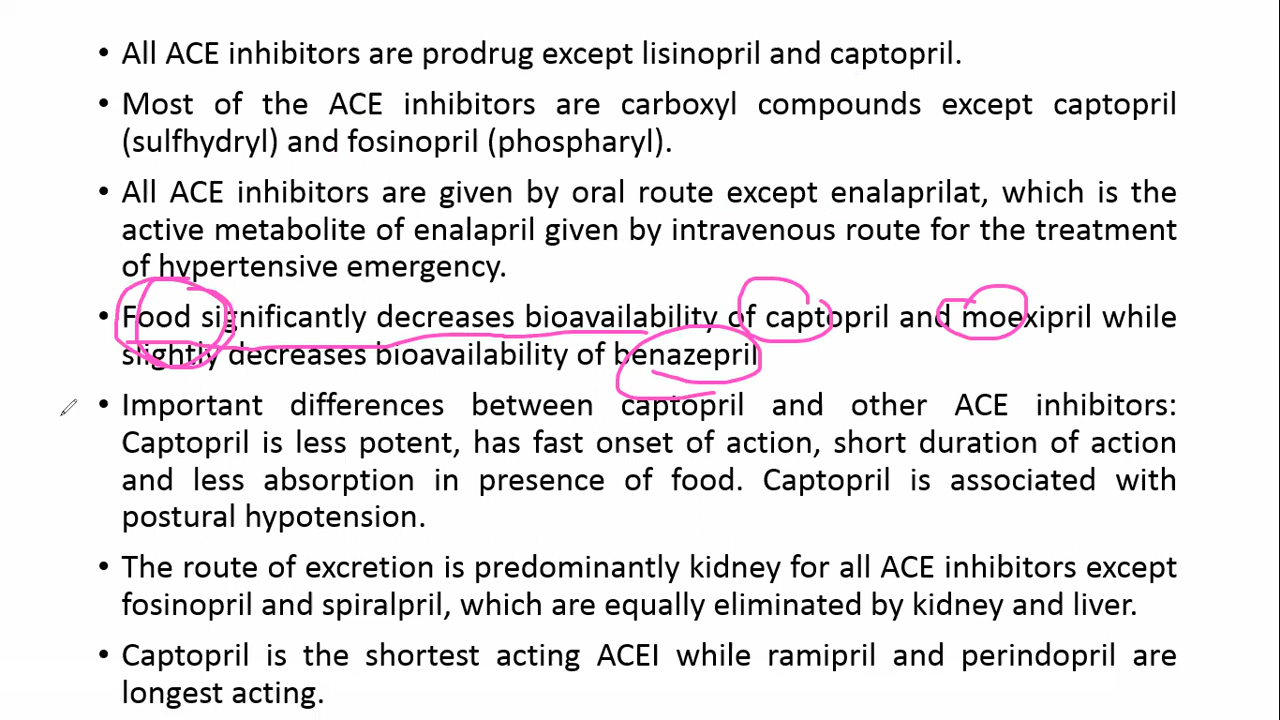 • All ACE inhibitors are prodrug except lisinopril and captopril.
• Most of the ACE inhibitors are carboxyl compounds except captopril
(sulfhydryl) and fosinopril (phospharyl).
• All ACE inhibitors are given by oral route except enalaprilat, which is the
active metabolite of enalapril given by intravenous route for the treatment
of hypertensive emergency.
• Food significantly decreases bioavailability of captopril and moexipril while
slightly decreases bioavailability of benazepril
• Important differences between captopril and other ACE inhibitors:
Captopril is less potent, has fast onset of action, short duration of action
and less absorption in presence of food. Captopril is associated with
postural hypotension.
• The route of excretion is predominantly kidney for all ACE inhibitors except
fosinopril and spiralpril, which are equally eliminated by kidney and liver.
• Captopril is the shortest acting ACEI while ramipril and perindopril are
longest acting.